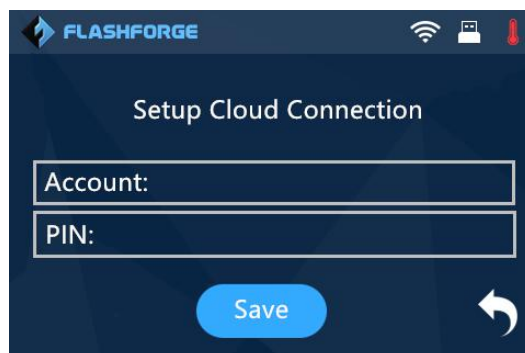 FLASHFORGE
Setup Cloud Connection
Account:
PIN:
Save